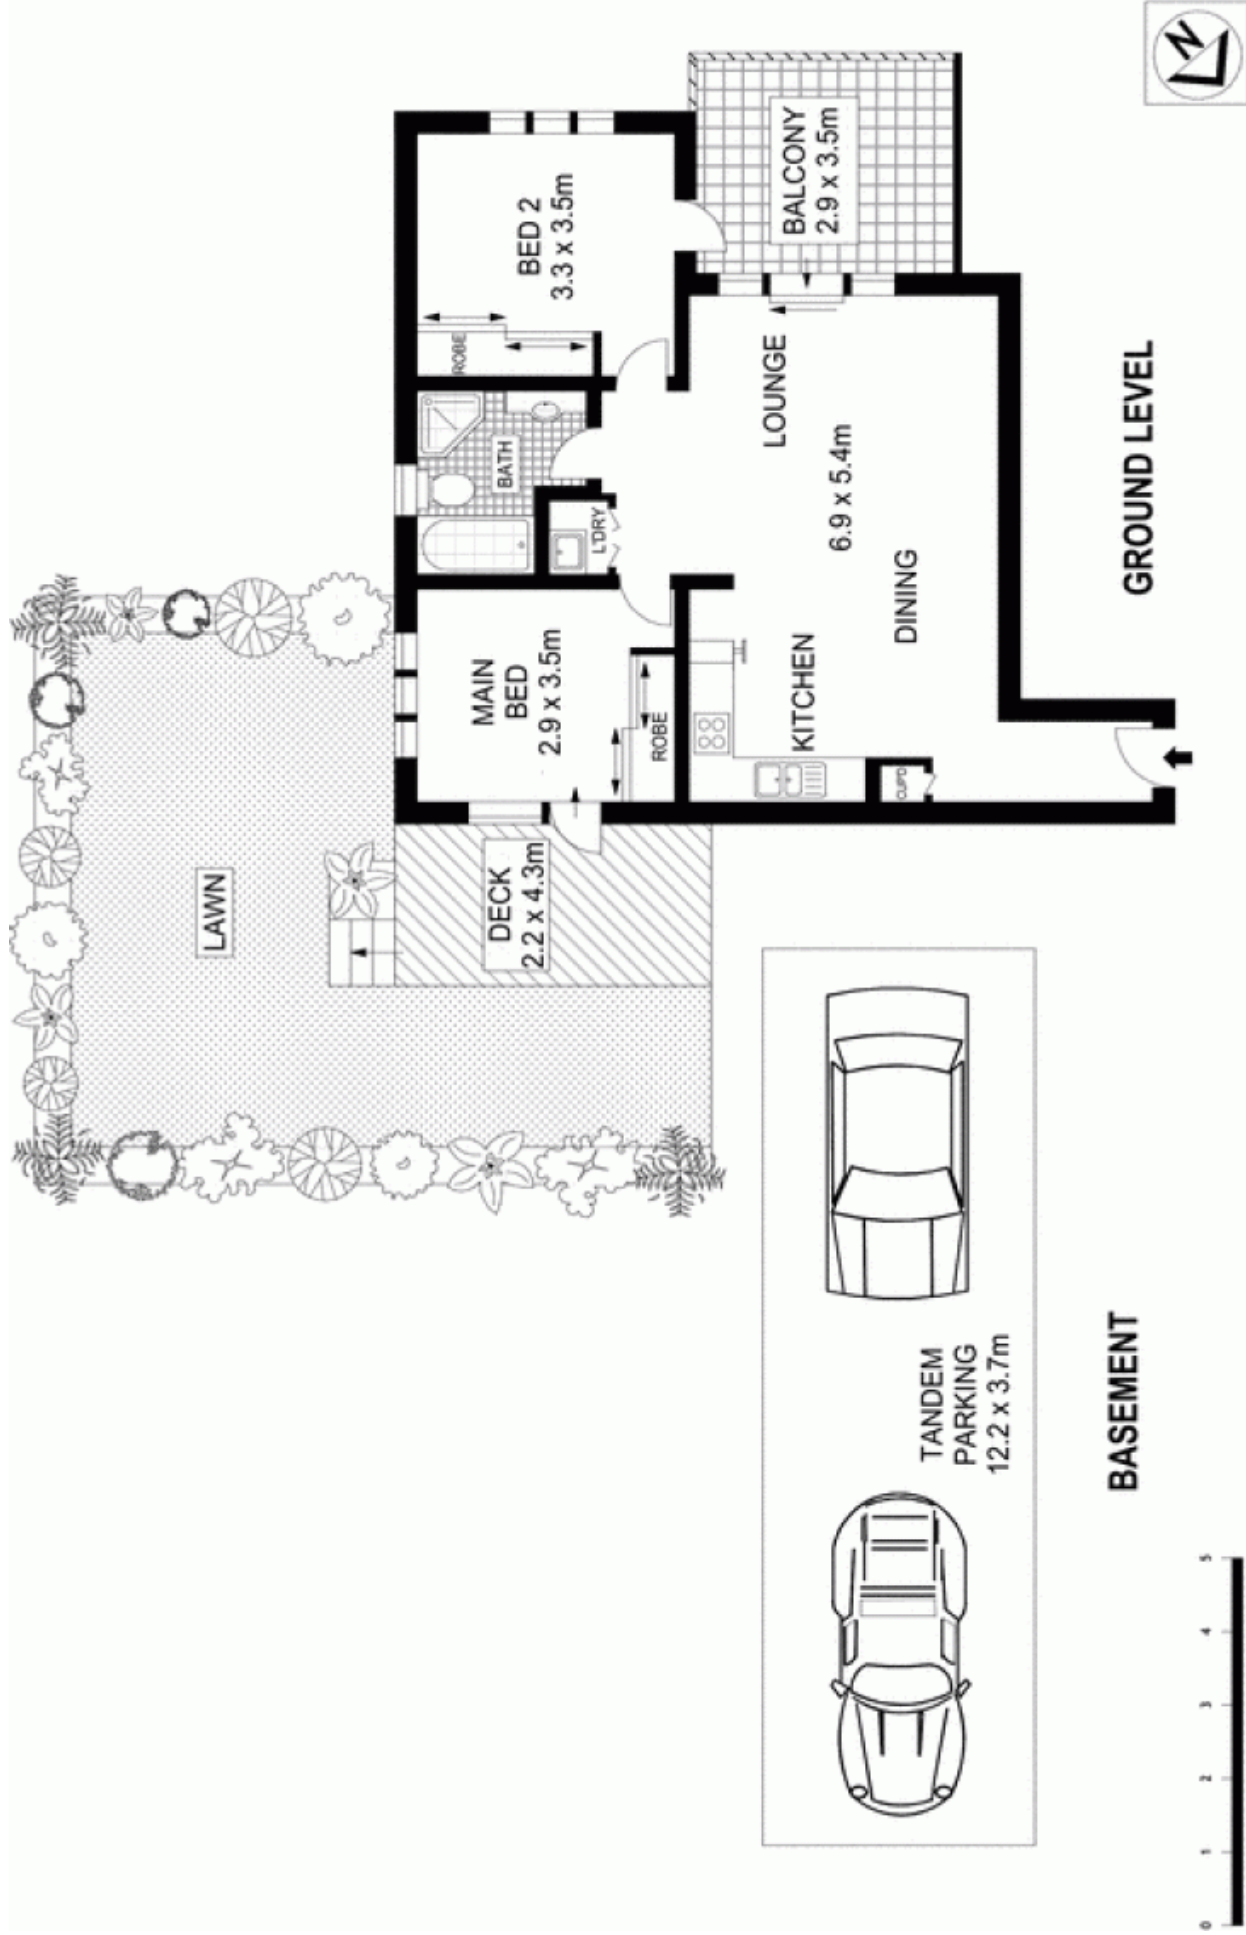 LAWN
DECK
2.2 x 4.3m
MAIN
BED
2.9 x 3.5m
ROBE
BATH
L'DRY
ROBE
BED 2
3.3 x 3.5m
BALCONY
2.9 x 3.5m
KITCHEN
LOUNGE
6.9 x 5.4m
DINING
CUP'D
GROUND LEVEL
TANDEM
PARKING
12.2 x 3.7m
BASEMENT
0 1 2 3 4 5
N